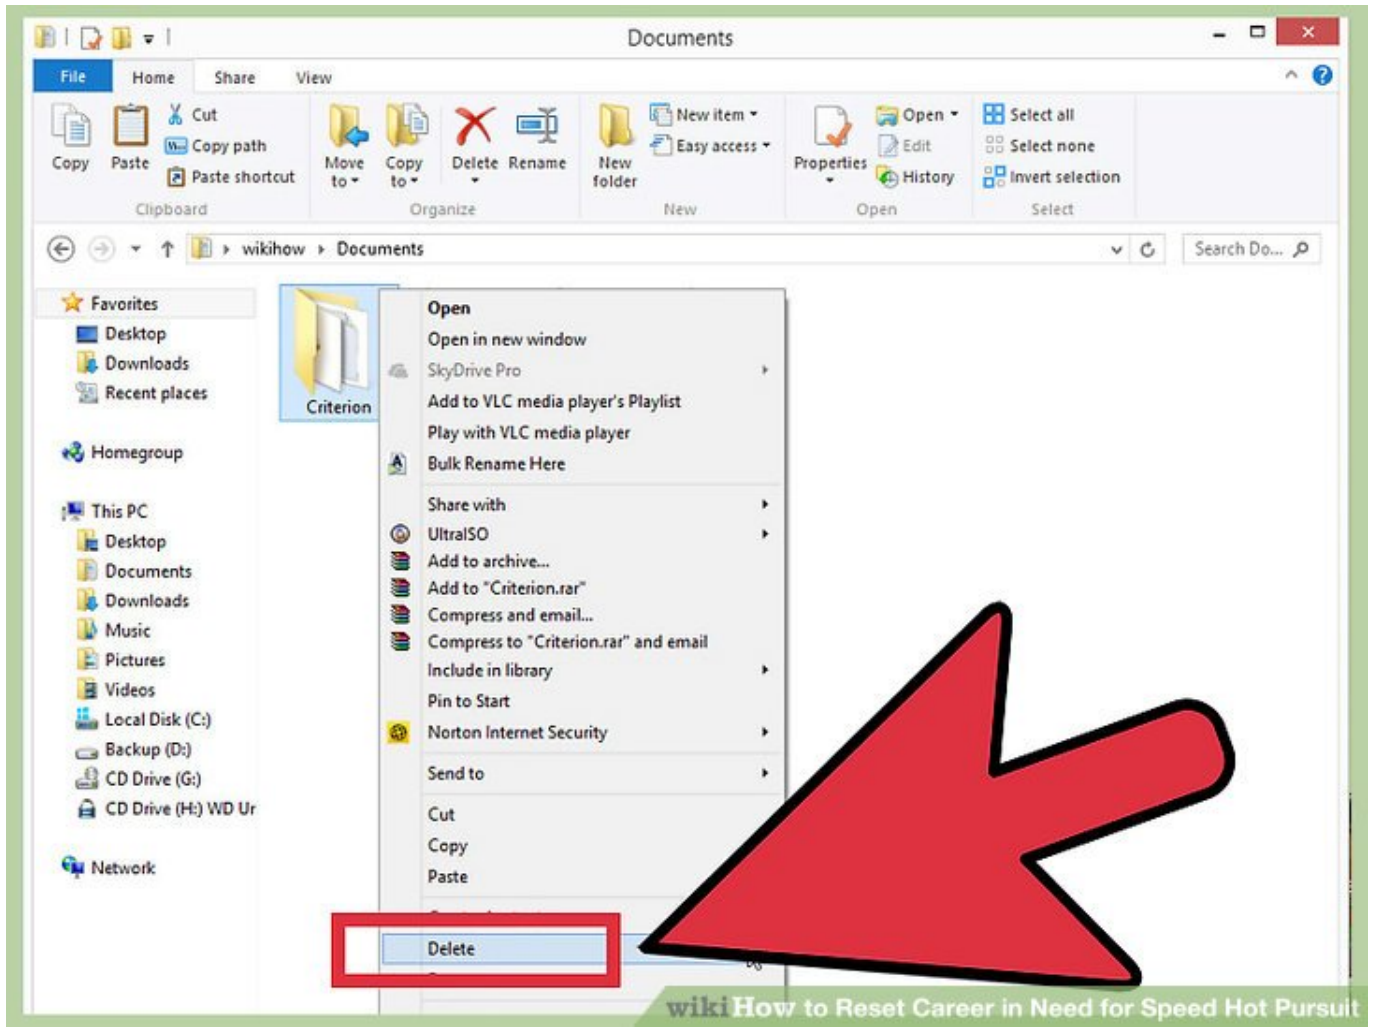 Documents
File Home Share View
Copy
Paste
Cut
Copy path
Paste shortcut
Clipboard
Move to
Copy to
Delete
Rename
Organize
New folder
New item
Easy access
New
Properties
Open
Edit
History
Open
Select all
Select none
Invert selection
Select
wikihow Documents
Search Do...
Favorites
Desktop
Downloads
Recent places
Homegroup
This PC
Desktop
Documents
Downloads
Music
Pictures
Videos
Local Disk (C:)
Backup (D:)
CD Drive (G:)
CD Drive (H:) WD Ur
Network
Criterion
Open
Open in new window
SkyDrive Pro
Add to VLC media player's Playlist
Play with VLC media player
Bulk Rename Here
Share with
UltraISO
Add to archive...
Add to "Criterion.rar"
Compress and email...
Compress to "Criterion.rar" and email
Include in library
Pin to Start
Norton Internet Security
Send to
Cut
Copy
Paste
Delete
wikiHow to Reset Career in Need for Speed Hot Pursuit